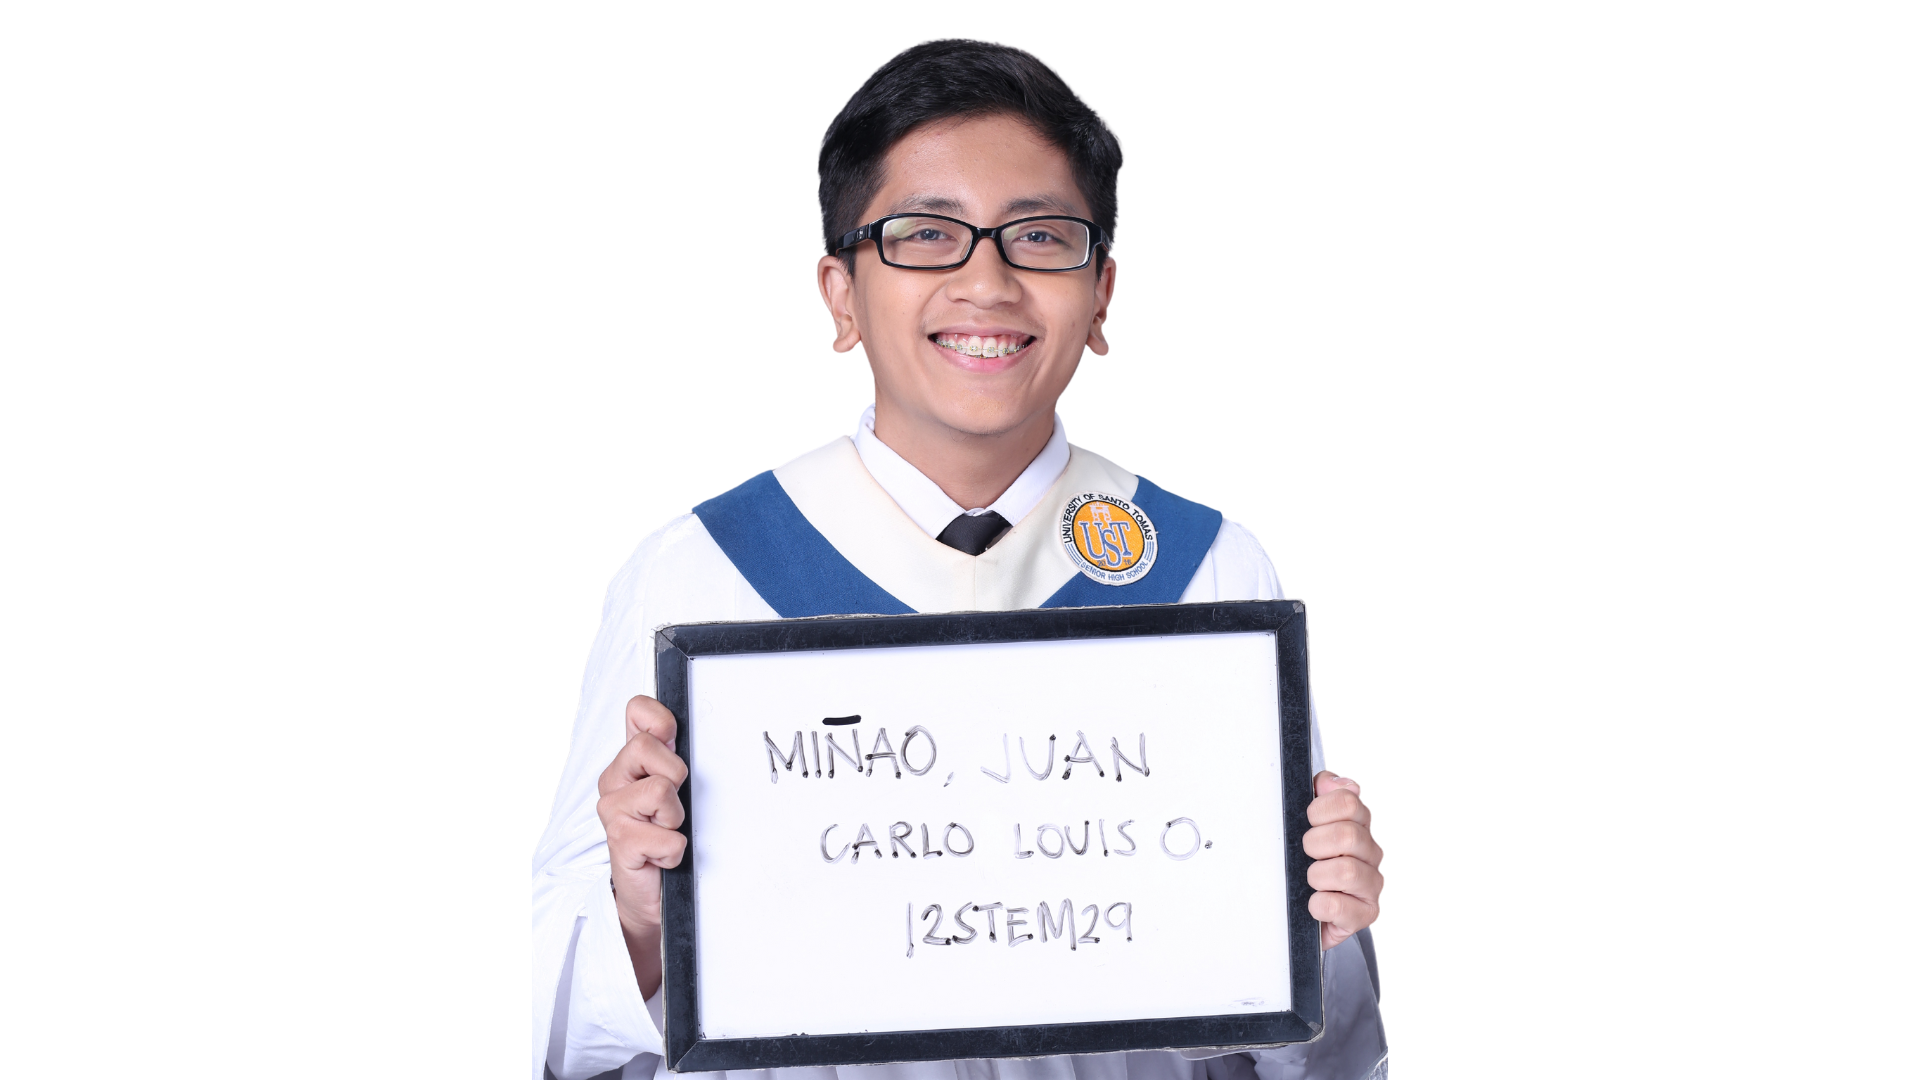 UNIVERSITY OF SANTO TOMAS
UST
SENIOR HIGH SCHOOL
MIÑAO, JUAN
CARLO LOUIS O.
12STEM29